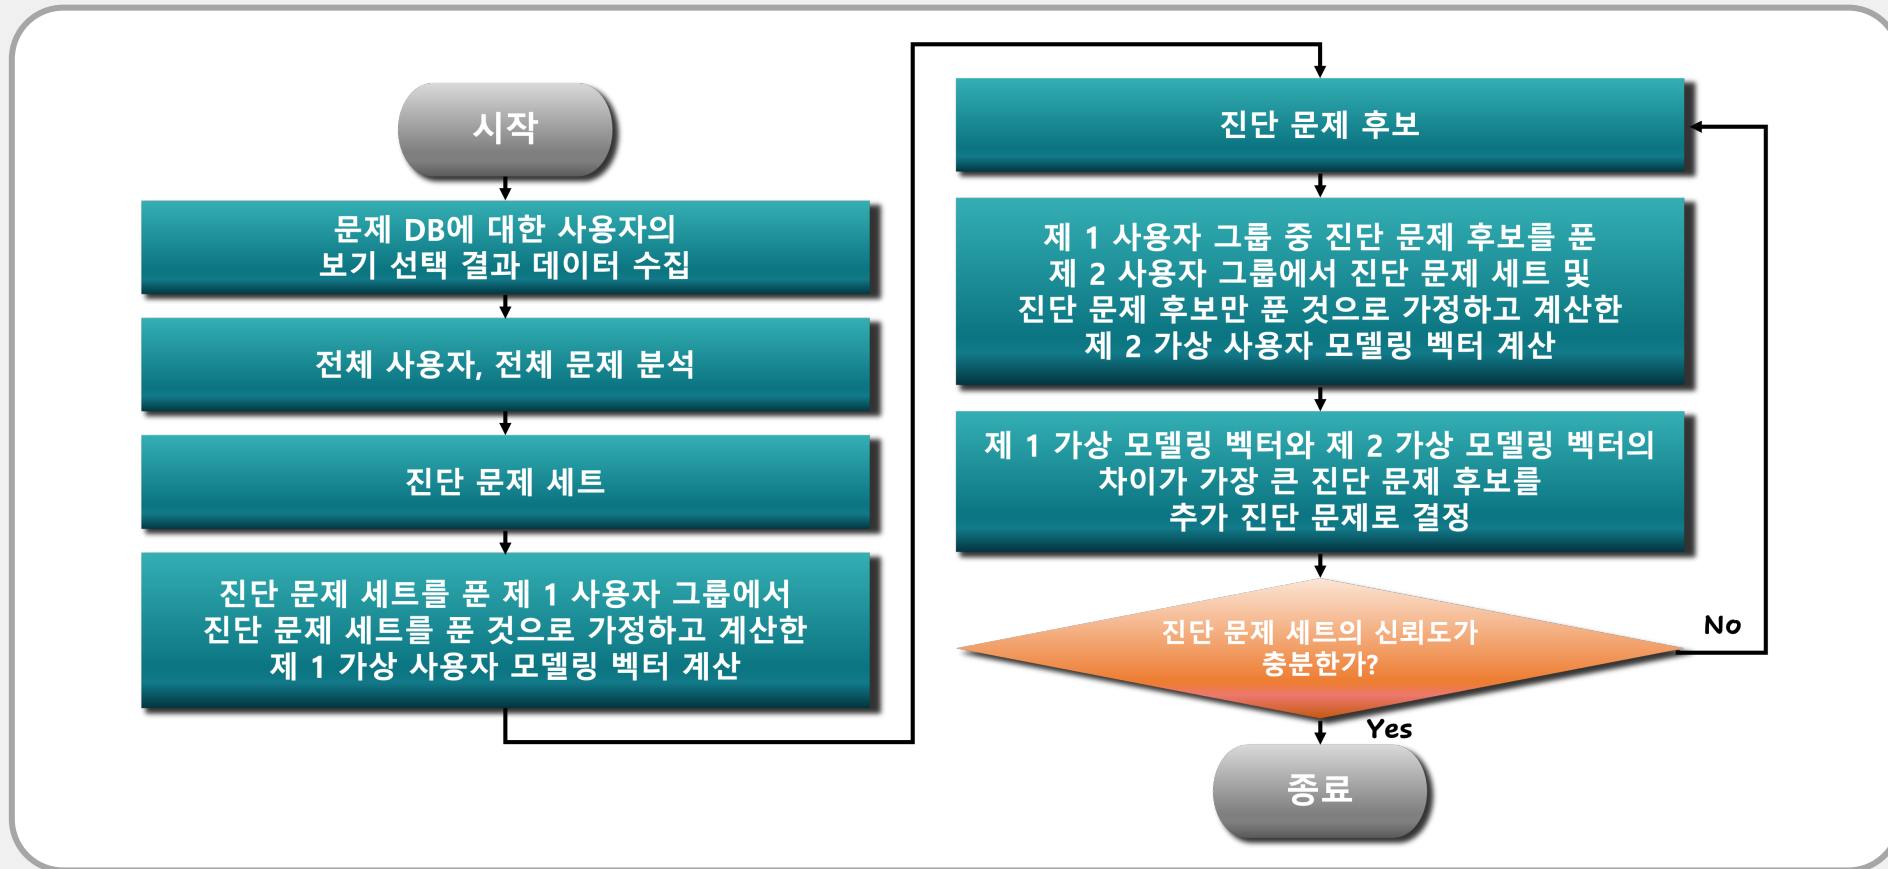 시작
문제 DB에 대한 사용자의
보기 선택 결과 데이터 수집
전체 사용자, 전체 문제 분석
진단 문제 세트
진단 문제 세트를 푼 제 1 사용자 그룹에서
진단 문제 세트를 푼 것으로 가정하고 계산한
제 1 가상 사용자 모델링 벡터 계산
진단 문제 후보
제 1 사용자 그룹 중 진단 문제 후보를 푼
제 2 사용자 그룹에서 진단 문제 세트 및
진단 문제 후보만 푼 것으로 가정하고 계산한
제 2 가상 사용자 모델링 벡터 계산
제 1 가상 모델링 벡터와 제 2 가상 모델링 벡터의
차이가 가장 큰 진단 문제 후보를
추가 진단 문제로 결정
진단 문제 세트의 신뢰도가
충분한가?
No
Yes
종료